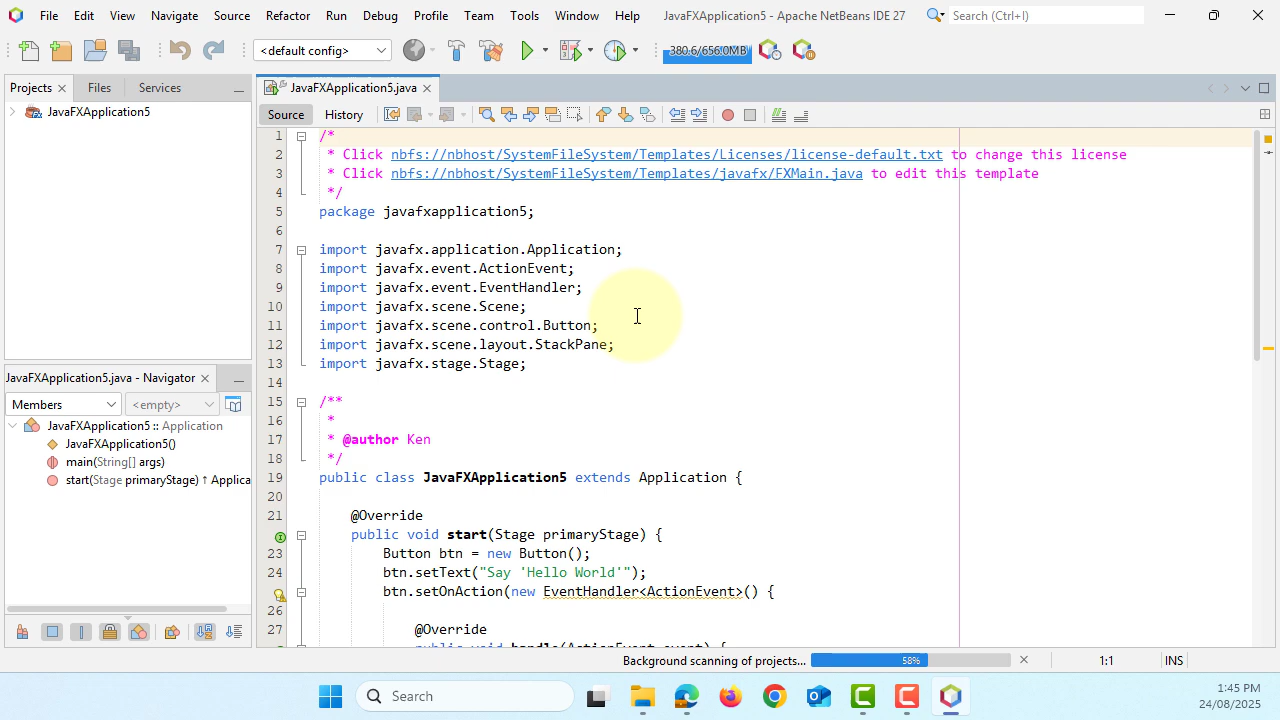 File Edit View Navigate Source Refactor Run Debug Profile Team Tools Window Help JavaFXApplication5 - Apache NetBeans IDE 27 Search (Ctrl+I)
<default config> 380.6/656.0MB
Projects Files Services
JavaFXApplication5
JavaFXApplication5.java - Navigator
Members <empty>
JavaFXApplication5 :: Application
JavaFXApplication5()
main(String[] args)
start(Stage primaryStage) ↑ Applica
JavaFXApplication5.java
Source History
1 /*
2 * Click nbfs://nbhost/SystemFileSystem/Templates/Licenses/license-default.txt to change this license
3 * Click nbfs://nbhost/SystemFileSystem/Templates/javafx/FXMain.java to edit this template
4 */
5 package javafxapplication5;
6
7 import javafx.application.Application;
8 import javafx.event.ActionEvent;
9 import javafx.event.EventHandler;
10 import javafx.scene.Scene;
11 import javafx.scene.control.Button;
12 import javafx.scene.layout.StackPane;
13 import javafx.stage.Stage;
14
15 /**
16 *
17 * @author Ken
18 */
19 public class JavaFXApplication5 extends Application {
20
21 @Override
public void start(Stage primaryStage) {
23 Button btn = new Button();
24 btn.setText("Say 'Hello World'");
btn.setOnAction(new EventHandler<ActionEvent>() {
26
27 @Override
public void handle(ActionEvent event) {
Background scanning of projects... 58% 1:1 INS
Search
1:45 PM
24/08/2025